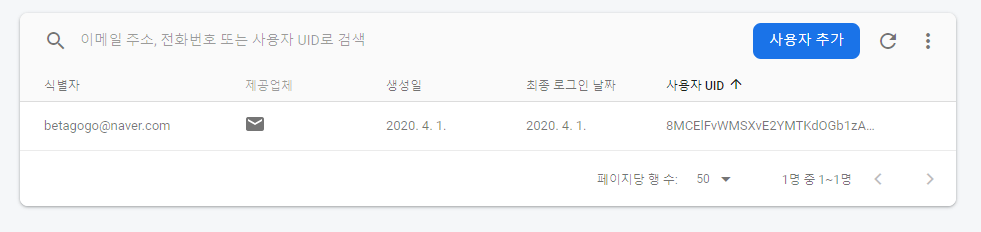 이메일 주소, 전화번호 또는 사용자 UID로 검색 사용자 추가
식별자 제공업체 생성일 최종 로그인 날짜 사용자 UID
betagogo@naver.com 2020. 4. 1. 2020. 4. 1. 8MCElFvWMSXvE2YMTKdOGb1zA...
페이지당 행 수: 50 1명 중 1~1명